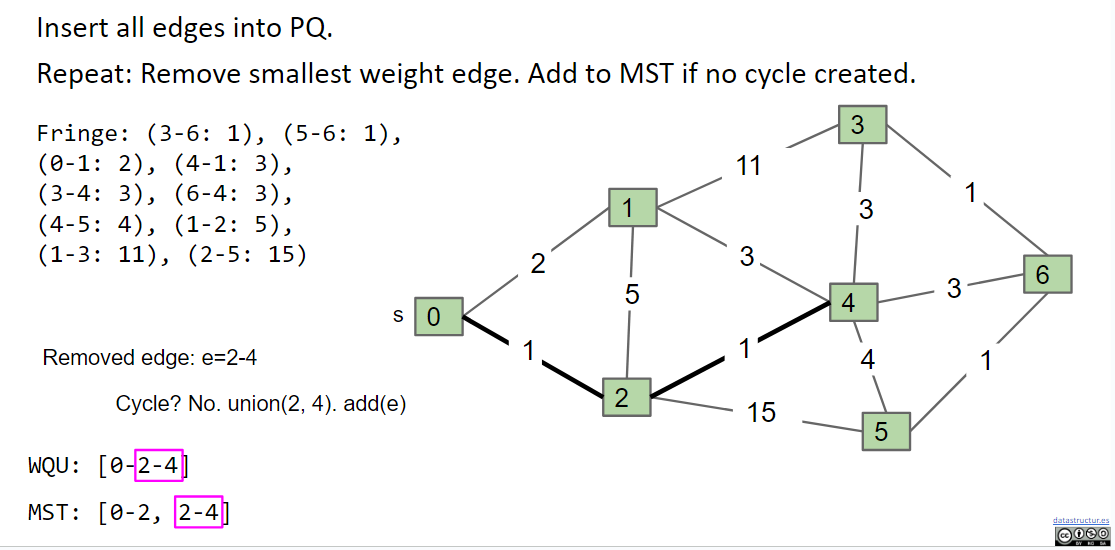 Insert all edges into PQ.
Repeat: Remove smallest weight edge. Add to MST if no cycle created.
Fringe: (3-6: 1), (5-6: 1),
(0-1: 2), (4-1: 3),
(3-4: 3), (6-4: 3),
(4-5: 4), (1-2: 5),
(1-3: 11), (2-5: 15)
3
11
1
1
3
2
3
5
6
3
4
s
0
1
1
4
1
2
15
5
Removed edge: e=2-4
Cycle? No. union(2, 4). add(e)
WQU: [0-2-4]
MST: [0-2, 2-4]
datastructur.es
cc
BY NC SA